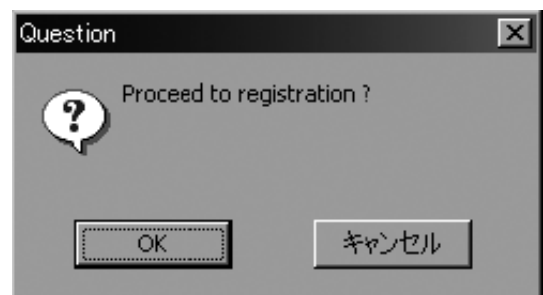 Question
Proceed to registration ?
OK
キャンセル